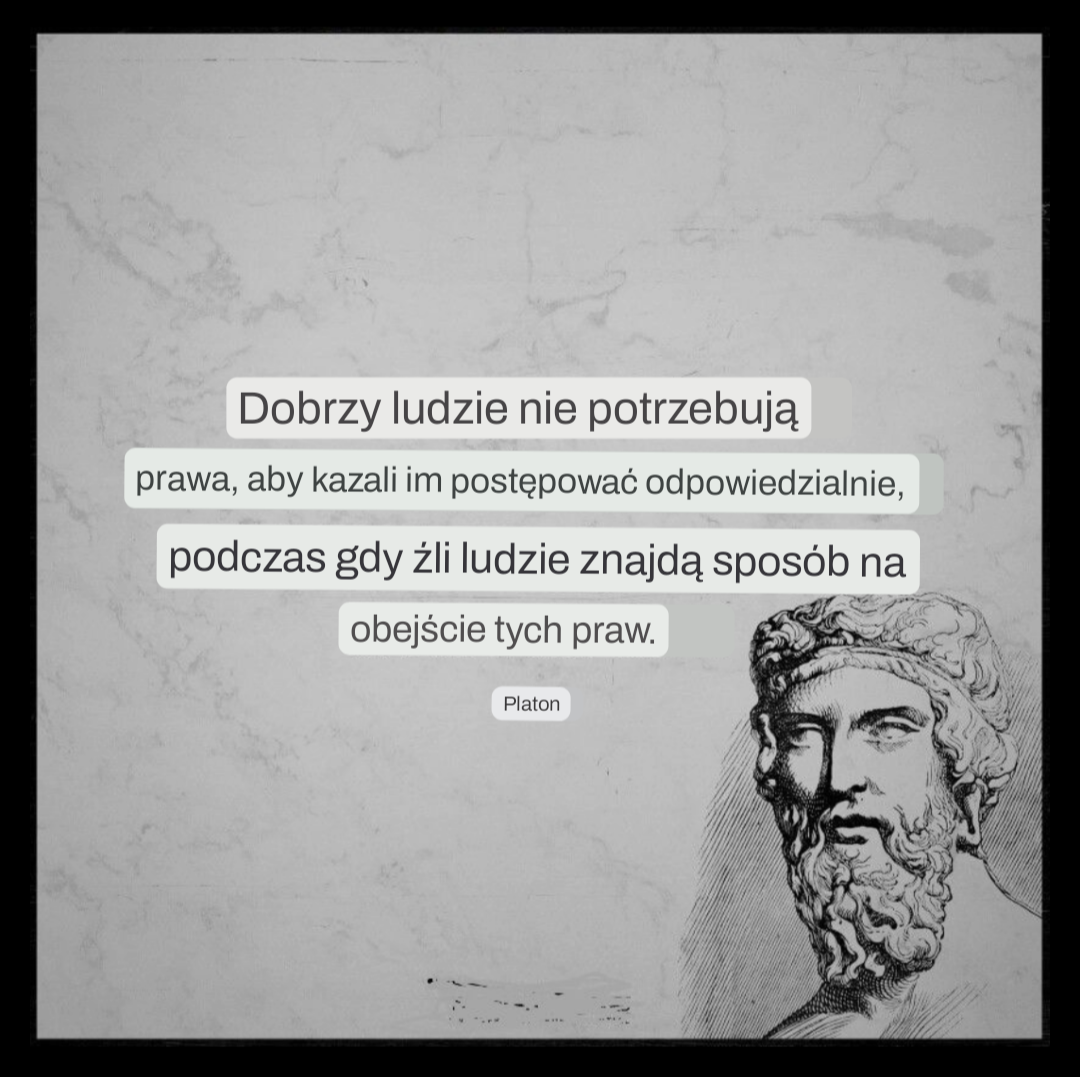 Dobrzy ludzie nie potrzebują
prawa, aby kazali im postępować odpowiedzialnie,
podczas gdy źli ludzie znajdą sposób na
obejście tych praw.
Platon